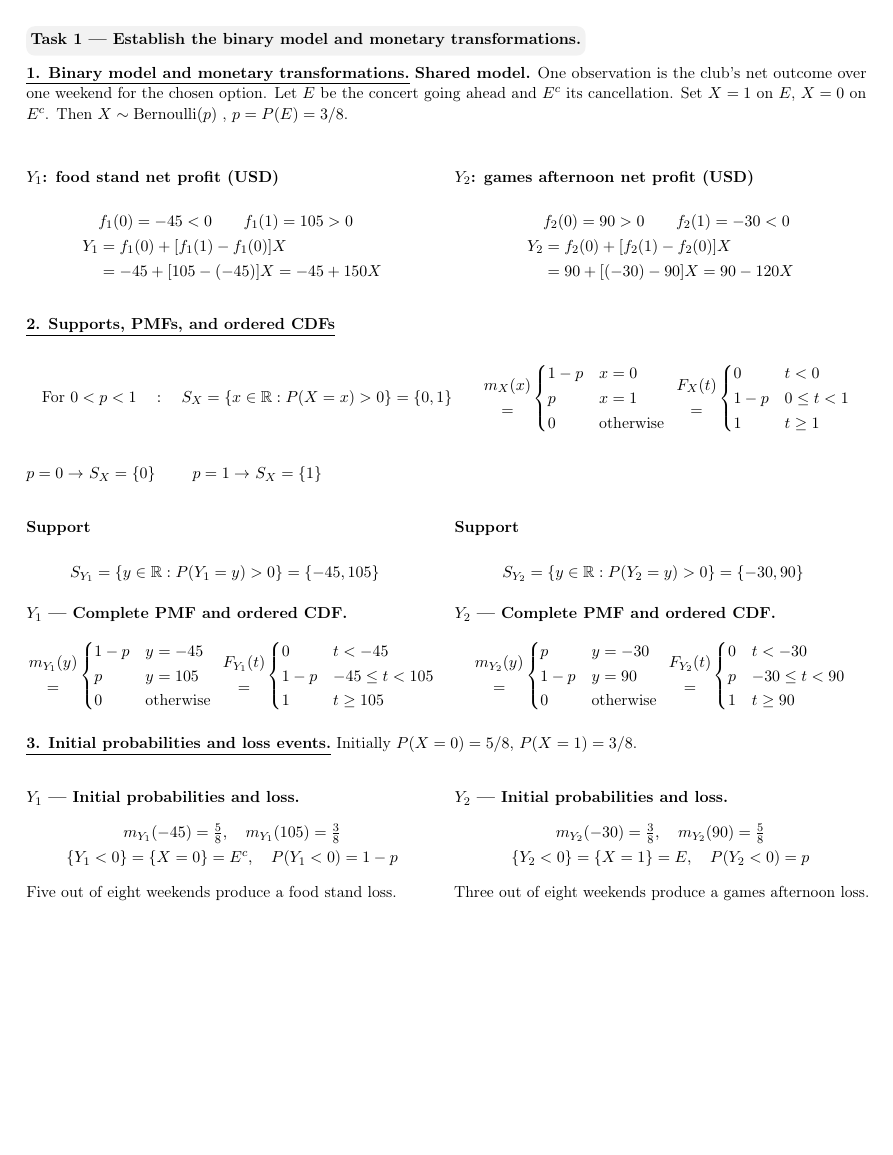 Task 1 — Establish the binary model and monetary transformations.
1. Binary model and monetary transformations. Shared model. One observation is the club's net outcome over
one weekend for the chosen option. Let E be the concert going ahead and Eᶜ its cancellation. Set X = 1 on E, X = 0 on
Eᶜ. Then X ∼ Bernoulli(p) , p = P(E) = 3/8.
Y₁: food stand net profit (USD)
f₁(0) = −45 < 0 f₁(1) = 105 > 0
Y₁ = f₁(0) + [f₁(1) − f₁(0)]X
= −45 + [105 − (−45)]X = −45 + 150X
Y₂: games afternoon net profit (USD)
f₂(0) = 90 > 0 f₂(1) = −30 < 0
Y₂ = f₂(0) + [f₂(1) − f₂(0)]X
= 90 + [(−30) − 90]X = 90 − 120X
2. Supports, PMFs, and ordered CDFs
For 0 < p < 1 : S_X = {x ∈ ℝ : P(X = x) > 0} = {0, 1}
m_X(x) = { 1 − p x = 0
p x = 1
0 otherwise
F_X(t) = { 0 t < 0
1 − p 0 ≤ t < 1
1 t ≥ 1
p = 0 → S_X = {0} p = 1 → S_X = {1}
Support
S_Y₁ = {y ∈ ℝ : P(Y₁ = y) > 0} = {−45, 105}
Y₁ — Complete PMF and ordered CDF.
m_Y₁(y) = { 1 − p y = −45
p y = 105
0 otherwise
F_Y₁(t) = { 0 t < −45
1 − p −45 ≤ t < 105
1 t ≥ 105
Support
S_Y₂ = {y ∈ ℝ : P(Y₂ = y) > 0} = {−30, 90}
Y₂ — Complete PMF and ordered CDF.
m_Y₂(y) = { p y = −30
1 − p y = 90
0 otherwise
F_Y₂(t) = { 0 t < −30
p −30 ≤ t < 90
1 t ≥ 90
3. Initial probabilities and loss events. Initially P(X = 0) = 5/8, P(X = 1) = 3/8.
Y₁ — Initial probabilities and loss.
m_Y₁(−45) = 5/8, m_Y₁(105) = 3/8
{Y₁ < 0} = {X = 0} = Eᶜ, P(Y₁ < 0) = 1 − p
Five out of eight weekends produce a food stand loss.
Y₂ — Initial probabilities and loss.
m_Y₂(−30) = 3/8, m_Y₂(90) = 5/8
{Y₂ < 0} = {X = 1} = E, P(Y₂ < 0) = p
Three out of eight weekends produce a games afternoon loss.